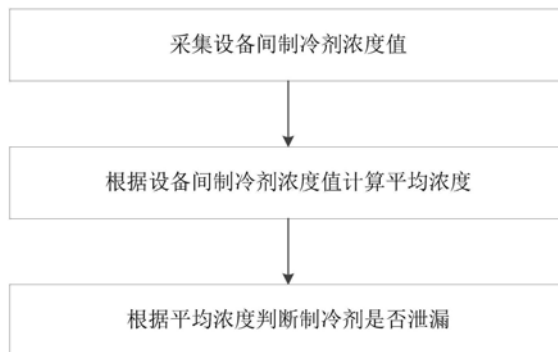 采集设备间制冷剂浓度值
根据设备间制冷剂浓度值计算平均浓度
根据平均浓度判断制冷剂是否泄漏